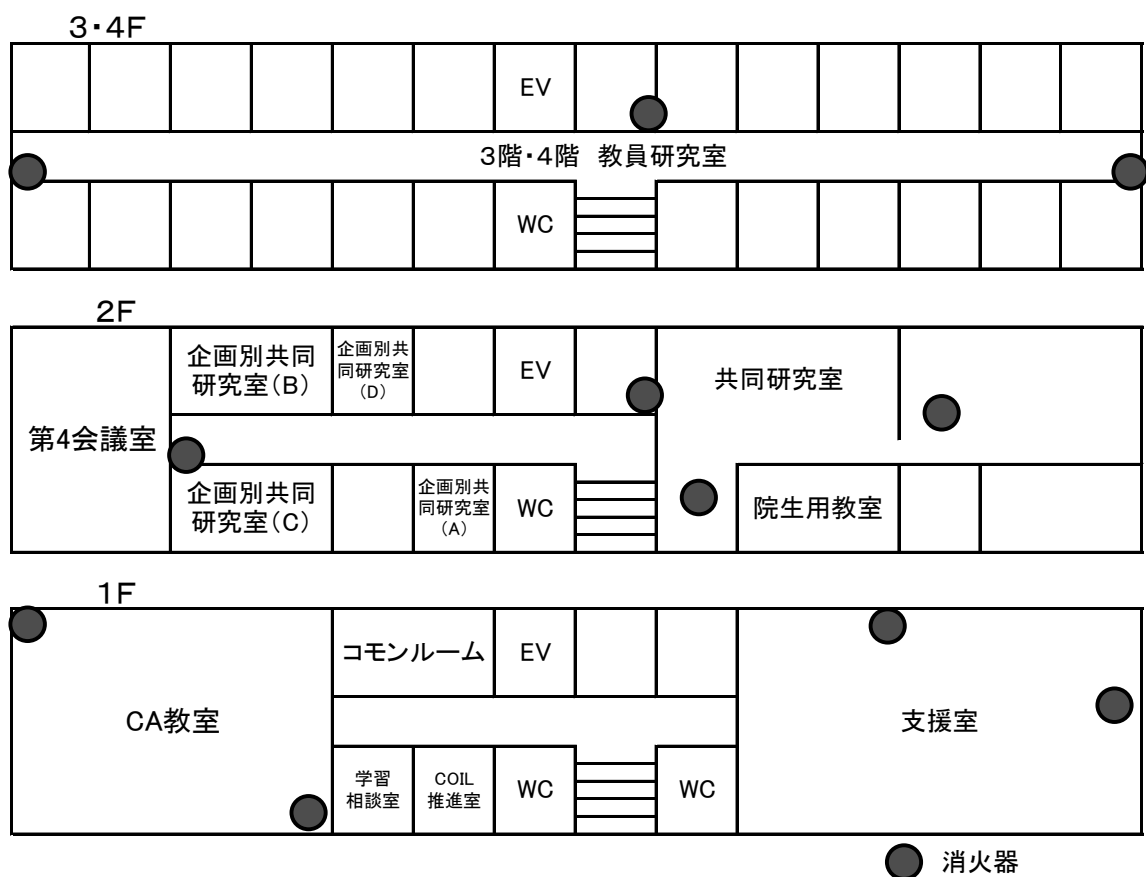 3・4F
EV
3階・4階 教員研究室
WC
2F
企画別共同
研究室(B)
企画別共
同研究室
(D)
EV
共同研究室
第4会議室
企画別共同
研究室(C)
企画別共
同研究室
(A)
WC
院生用教室
1F
コモンルーム
EV
CA教室
支援室
学習
相談室
COIL
推進室
WC
WC
消火器